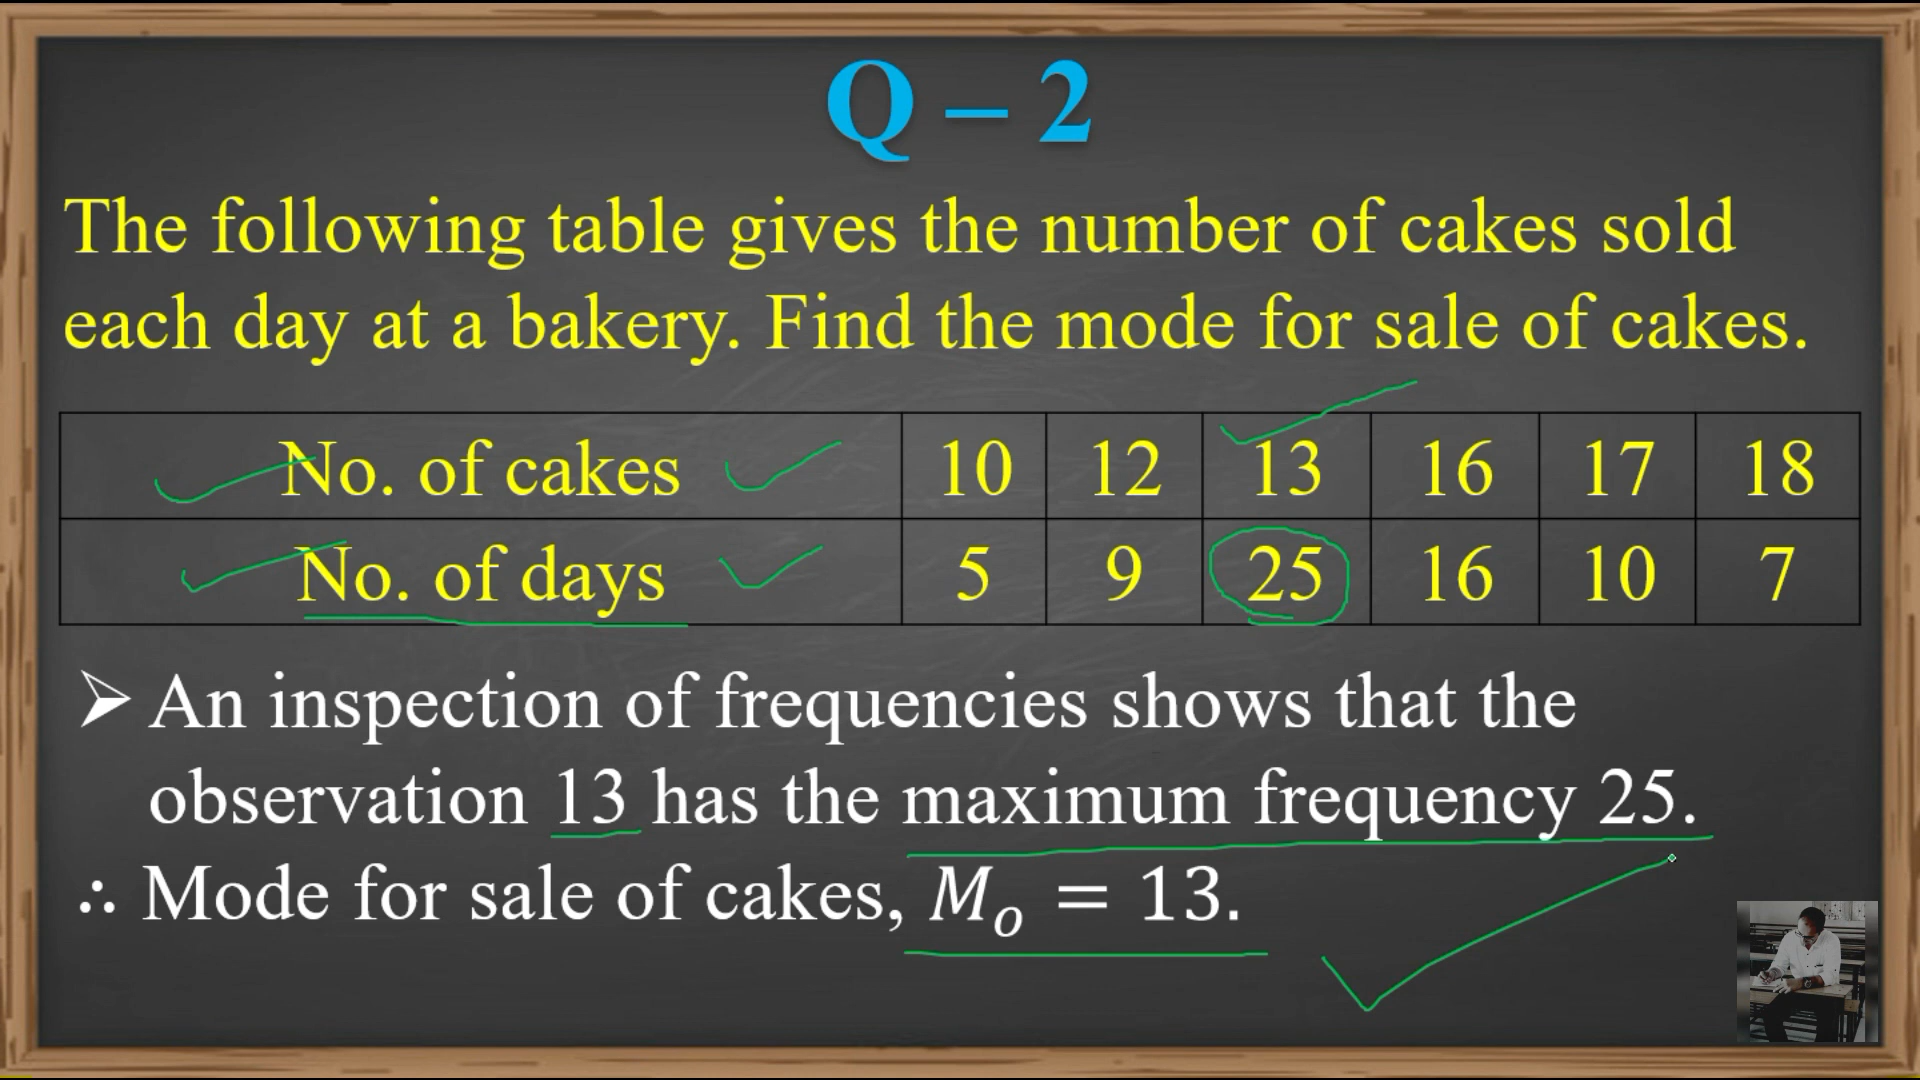 Q – 2
The following table gives the number of cakes sold
each day at a bakery. Find the mode for sale of cakes.
No. of cakes 10 12 13 16 17 18
No. of days 5 9 25 16 10 7
➢ An inspection of frequencies shows that the
observation 13 has the maximum frequency 25.
∴ Mode for sale of cakes, Mₒ = 13.